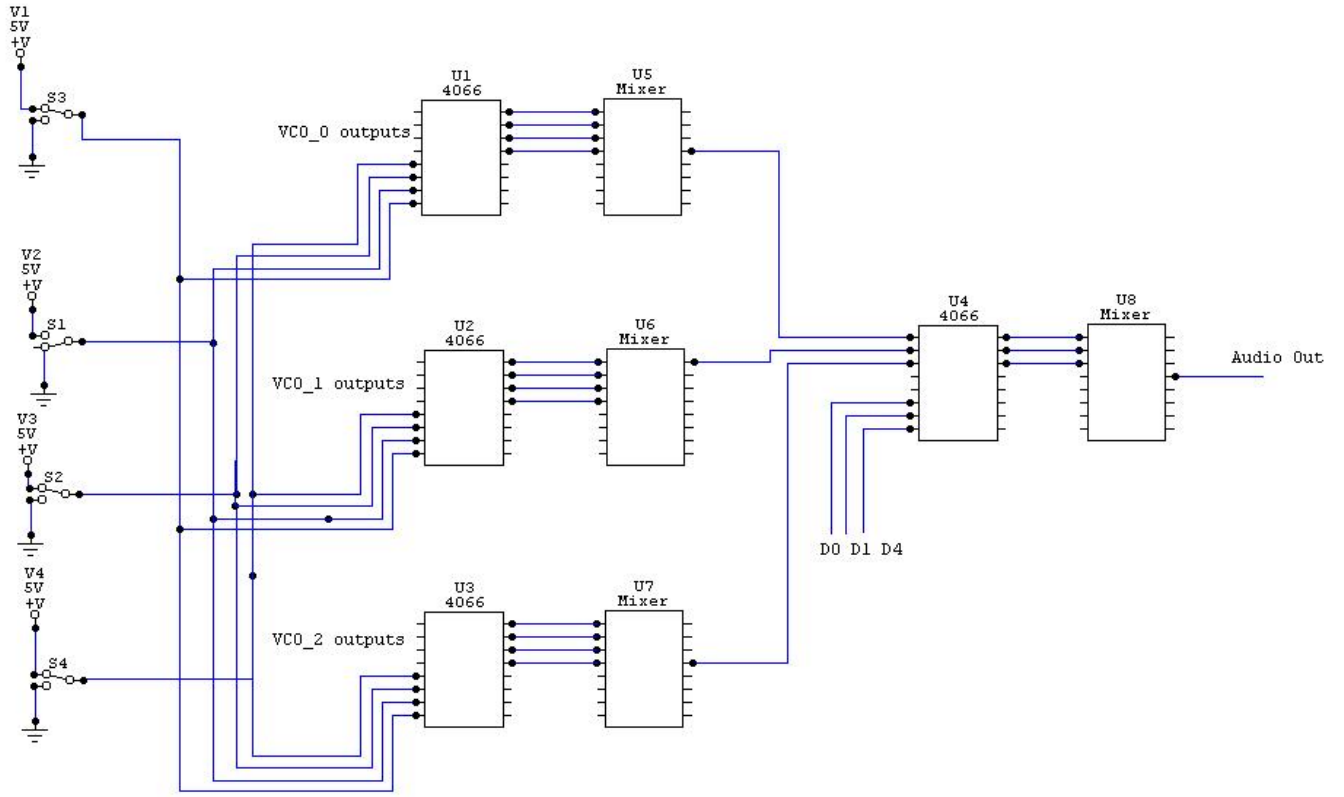 V1
5V
+V
S3
U1
4066
U5
Mixer
VCO_0 outputs
V2
5V
+V
S1
U2
4066
U6
Mixer
VCO_1 outputs
U4
4066
U8
Mixer
Audio Out
V3
5V
+V
S2
D0 D1 D4
V4
5V
+V
S4
U3
4066
U7
Mixer
VCO_2 outputs